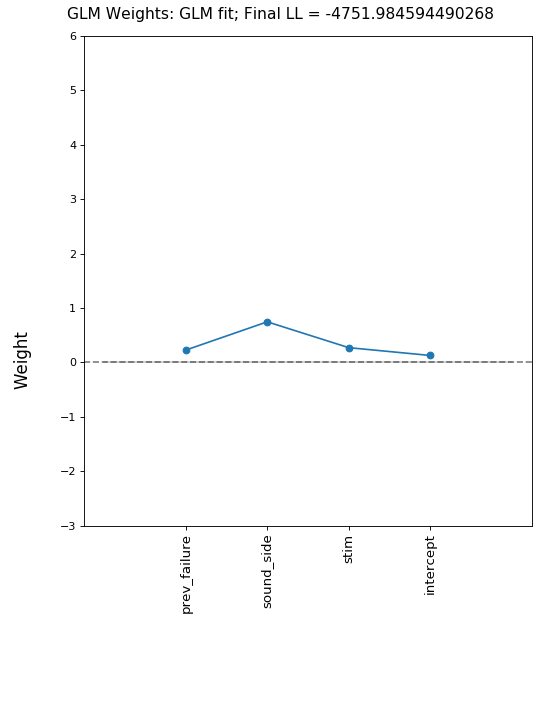 GLM Weights: GLM fit; Final LL = -4751.984594490268
6
5
4
3
2
1
0
−1
−2
−3
Weight
prev_failure
sound_side
stim
intercept